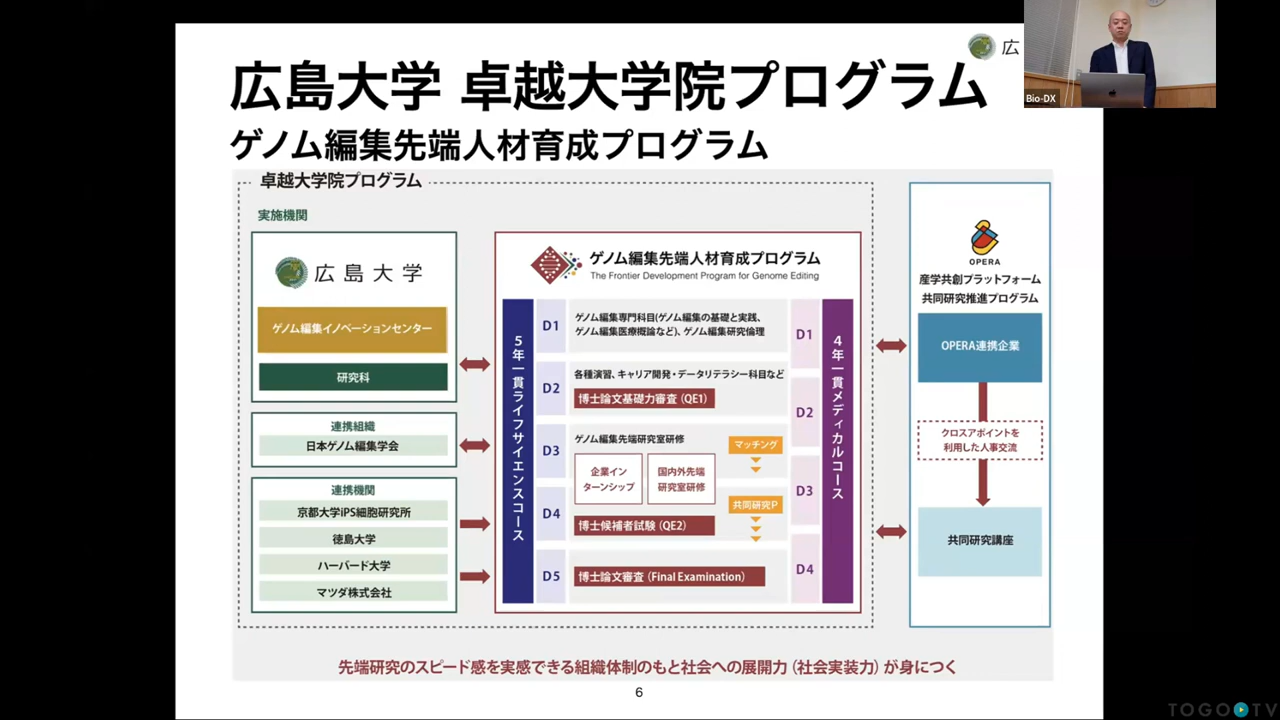 広島大学 卓越大学院プログラム
広
Bio-DX
ゲノム編集先端人材育成プログラム
卓越大学院プログラム
実施機関
広島大学
ゲノム編集イノベーションセンター
研究科
連携組織
日本ゲノム編集学会
連携機関
京都大学iPS細胞研究所
徳島大学
ハーバード大学
マツダ株式会社
ゲノム編集先端人材育成プログラム
The Frontier Development Program for Genome Editing
5年一貫ライフサイエンスコース
D1
ゲノム編集専門科目(ゲノム編集の基礎と実践、
ゲノム編集医療概論など)、ゲノム編集研究倫理
D2
各種演習、キャリア開発・データリテラシー科目など
博士論文基礎力審査(QE1)
D3
ゲノム編集先端研究室研修
マッチング
企業イン
ターンシップ
国内外先端
研究室研修
D4
共同研究P
博士候補者試験(QE2)
D5
博士論文審査(Final Examination)
D1
D2
D3
D4
4年一貫メディカルコース
OPERA
産学共創プラットフォーム
共同研究推進プログラム
OPERA連携企業
クロスアポイントを
利用した人事交流
共同研究講座
先端研究のスピード感を実感できる組織体制のもと社会への展開力(社会実装力)が身につく
6
TOGO TV